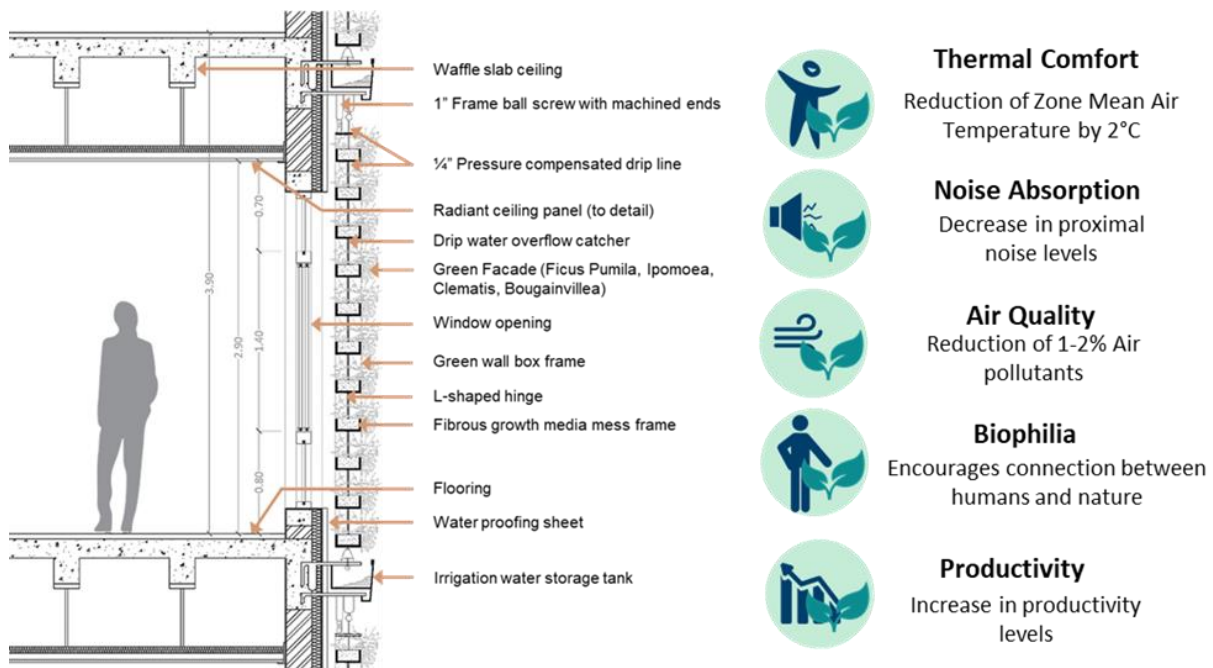 Waffle slab ceiling
1” Frame ball screw with machined ends
¼” Pressure compensated drip line
Radiant ceiling panel (to detail)
Drip water overflow catcher
Green Facade (Ficus Pumila, Ipomoea,
Clematis, Bougainvillea)
Window opening
Green wall box frame
L-shaped hinge
Fibrous growth media mess frame
Flooring
Water proofing sheet
Irrigation water storage tank
0.70
3.90
2.90
1.40
0.80
Thermal Comfort
Reduction of Zone Mean Air
Temperature by 2°C
Noise Absorption
Decrease in proximal
noise levels
Air Quality
Reduction of 1-2% Air
pollutants
Biophilia
Encourages connection between
humans and nature
Productivity
Increase in productivity
levels